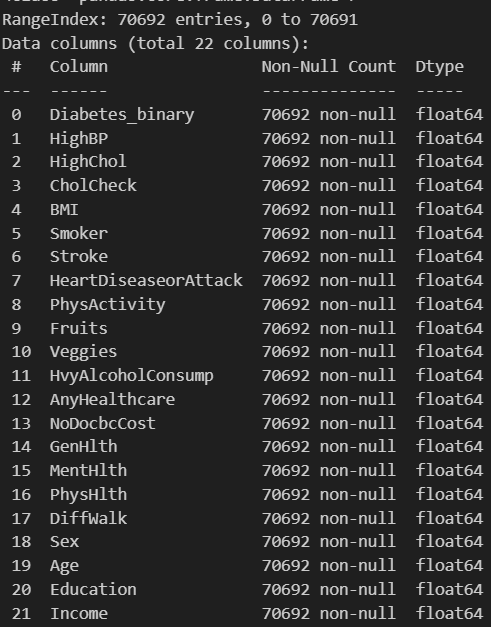 RangeIndex: 70692 entries, 0 to 70691
Data columns (total 22 columns):
 #   Column                Non-Null Count  Dtype
---  ------                --------------  -----
 0   Diabetes_binary       70692 non-null  float64
 1   HighBP                70692 non-null  float64
 2   HighChol              70692 non-null  float64
 3   CholCheck             70692 non-null  float64
 4   BMI                   70692 non-null  float64
 5   Smoker                70692 non-null  float64
 6   Stroke                70692 non-null  float64
 7   HeartDiseaseorAttack  70692 non-null  float64
 8   PhysActivity          70692 non-null  float64
 9   Fruits                70692 non-null  float64
 10  Veggies               70692 non-null  float64
 11  HvyAlcoholConsump     70692 non-null  float64
 12  AnyHealthcare         70692 non-null  float64
 13  NoDocbcCost           70692 non-null  float64
 14  GenHlth               70692 non-null  float64
 15  MentHlth              70692 non-null  float64
 16  PhysHlth              70692 non-null  float64
 17  DiffWalk              70692 non-null  float64
 18  Sex                   70692 non-null  float64
 19  Age                   70692 non-null  float64
 20  Education             70692 non-null  float64
 21  Income                70692 non-null  float64